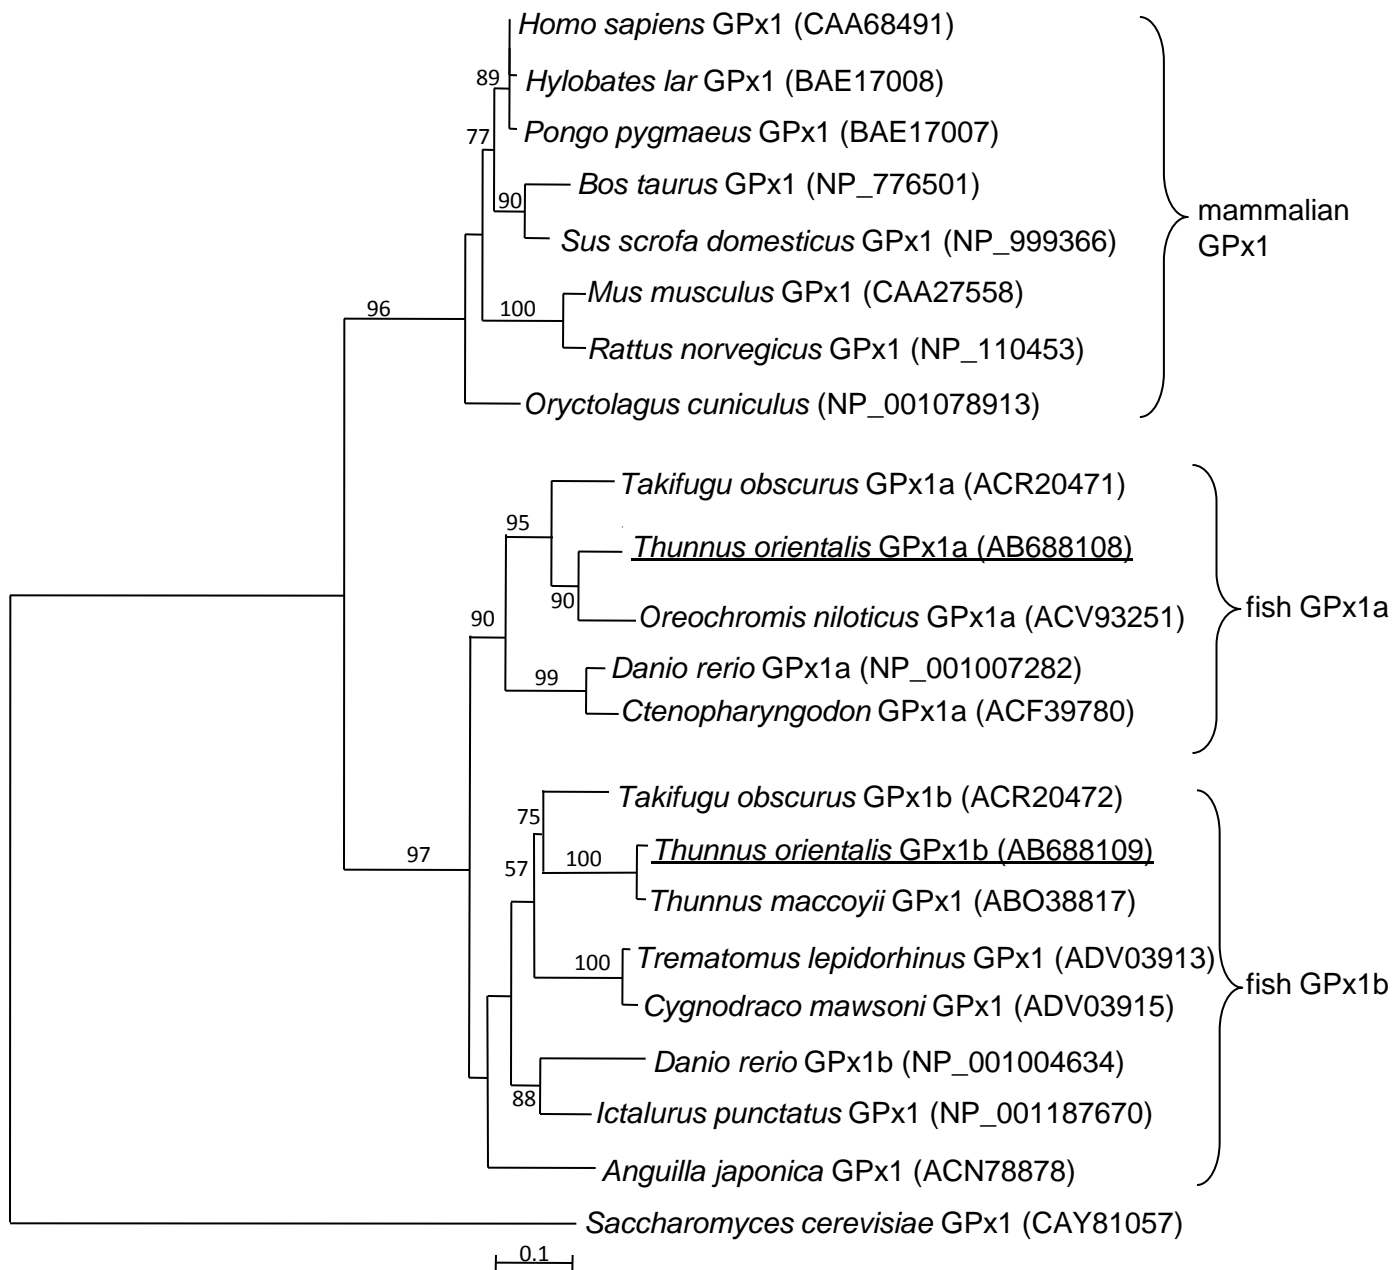 Homo sapiens GPx1 (CAA68491)
89
Hylobates lar GPx1 (BAE17008)
Pongo pygmaeus GPx1 (BAE17007)
77
Bos taurus GPx1 (NP_776501)
90
Sus scrofa domesticus GPx1 (NP_999366)
mammalian
GPx1
Mus musculus GPx1 (CAA27558)
96
100
Rattus norvegicus GPx1 (NP_110453)
Oryctolagus cuniculus (NP_001078913)
Takifugu obscurus GPx1a (ACR20471)
95
Thunnus orientalis GPx1a (AB688108)
90
Oreochromis niloticus GPx1a (ACV93251)
fish GPx1a
90
Danio rerio GPx1a (NP_001007282)
99
Ctenopharyngodon GPx1a (ACF39780)
Takifugu obscurus GPx1b (ACR20472)
75
Thunnus orientalis GPx1b (AB688109)
97
57
100
Thunnus maccoyii GPx1 (ABO38817)
Trematomus lepidorhinus GPx1 (ADV03913)
100
fish GPx1b
Cygnodraco mawsoni GPx1 (ADV03915)
Danio rerio GPx1b (NP_001004634)
88
Ictalurus punctatus GPx1 (NP_001187670)
Anguilla japonica GPx1 (ACN78878)
Saccharomyces cerevisiae GPx1 (CAY81057)
0.1